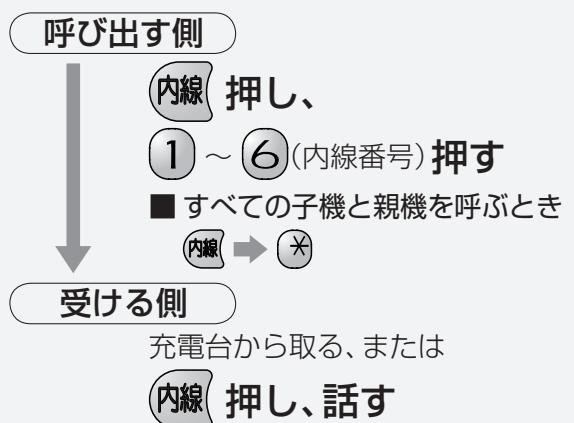 呼び出す側
内線 押し、
1 ～ 6(内線番号)押す
■ すべての子機と親機を呼ぶとき
内線 ➡ ＊
受ける側
充電台から取る、または
内線 押し、話す